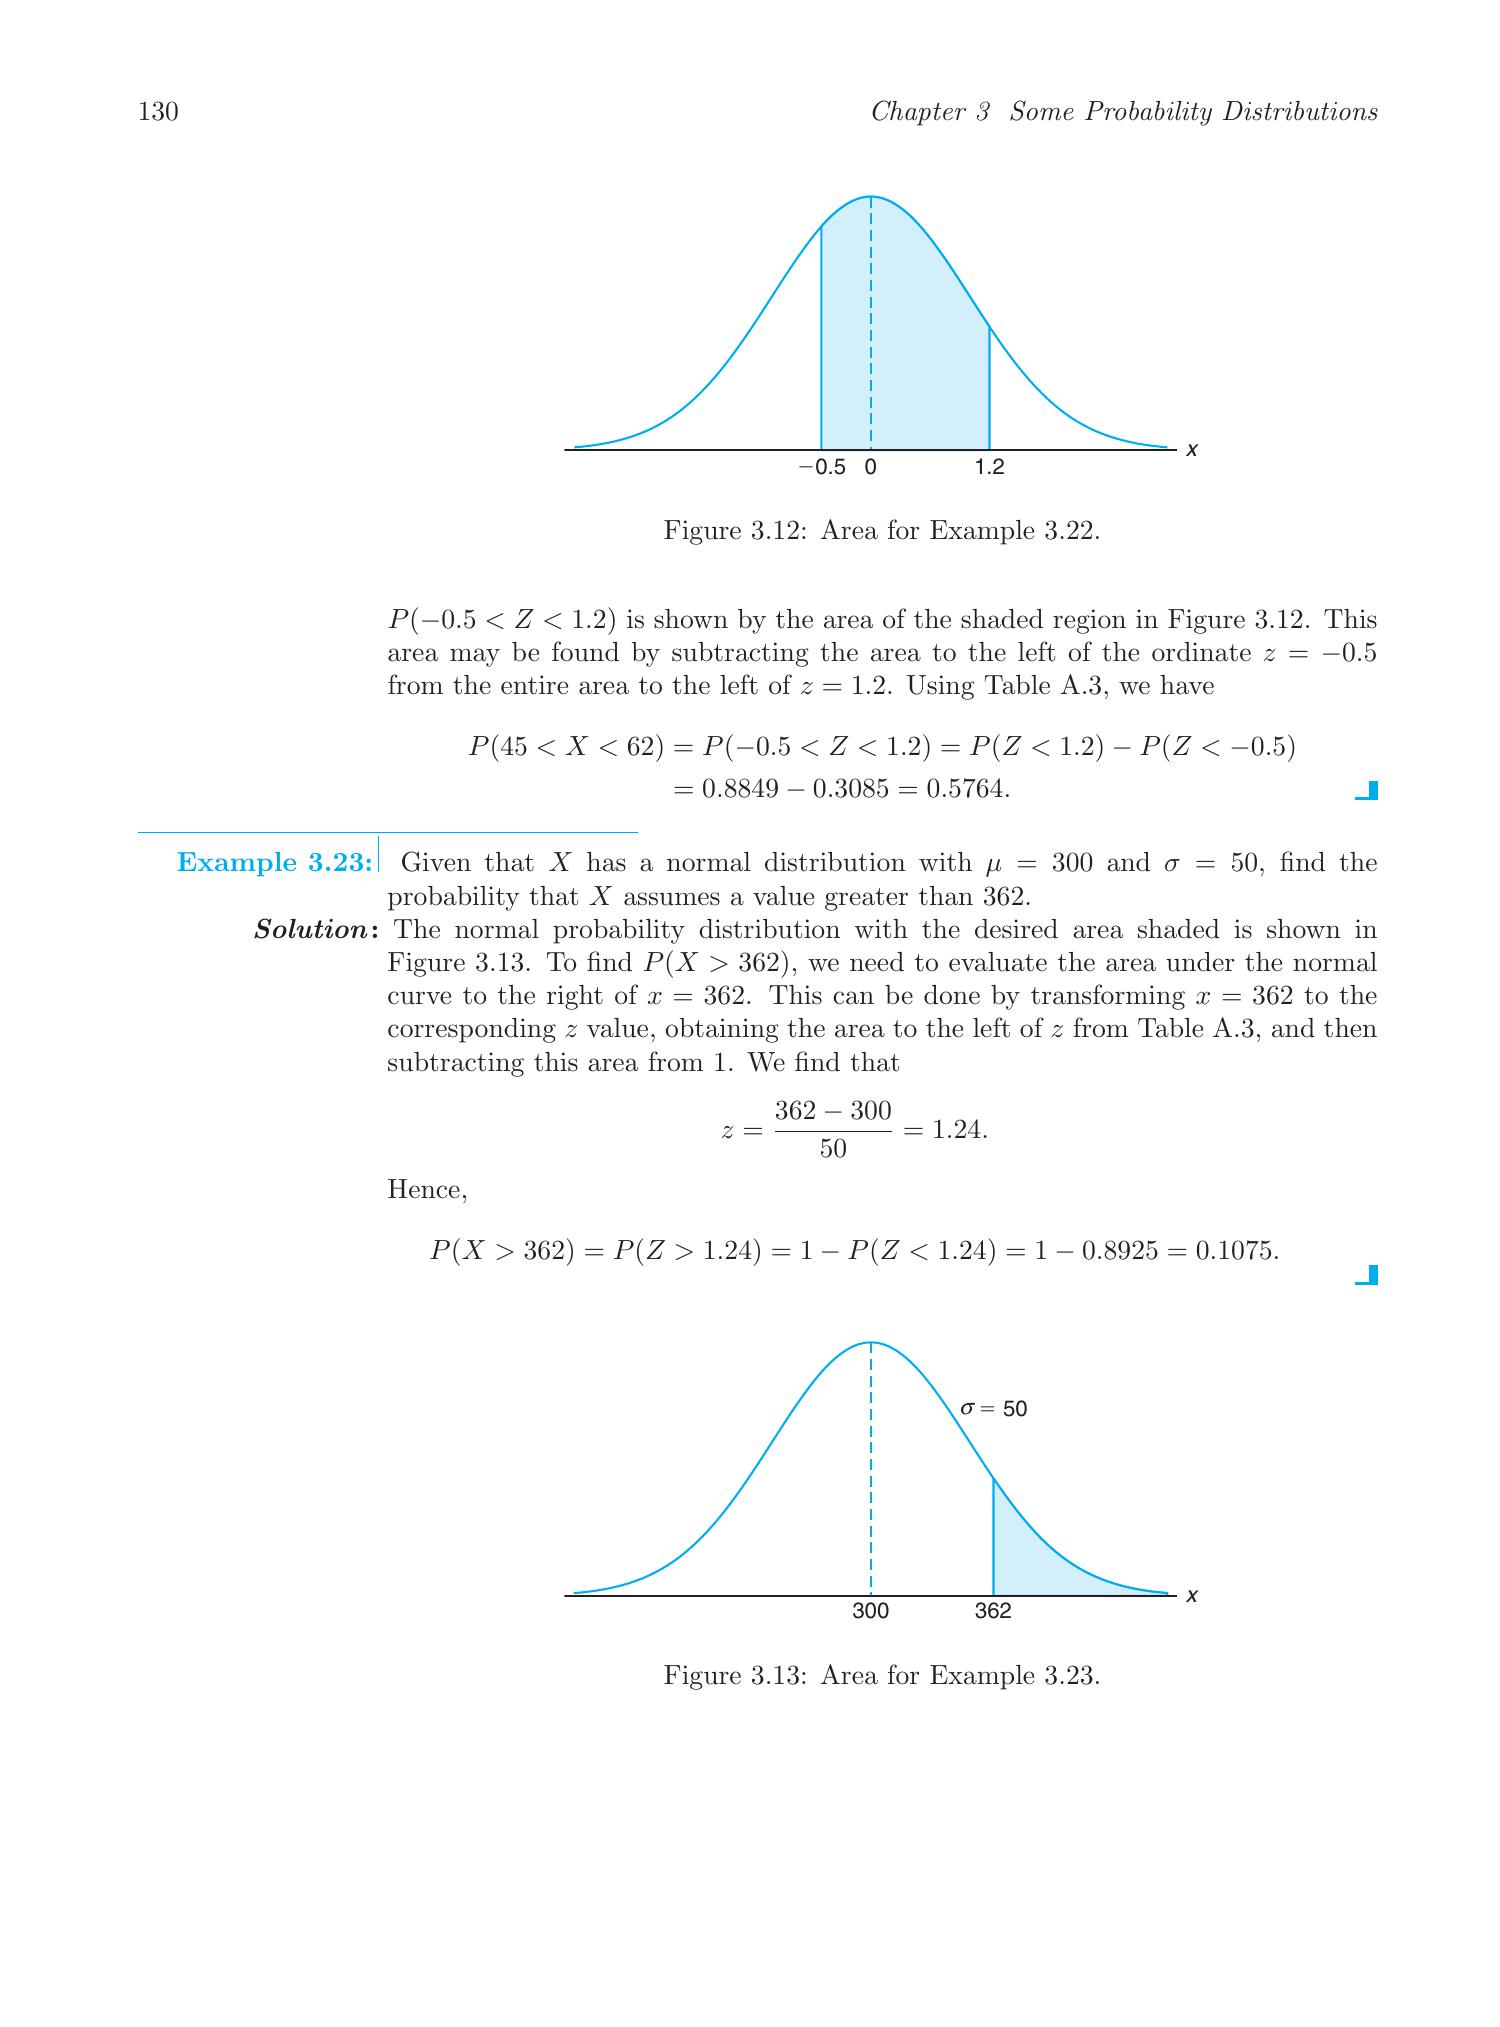 130
Chapter 3 Some Probability Distributions
x
−0.5 0 1.2
Figure 3.12: Area for Example 3.22.
P(−0.5 < Z < 1.2) is shown by the area of the shaded region in Figure 3.12. This
area may be found by subtracting the area to the left of the ordinate z = −0.5
from the entire area to the left of z = 1.2. Using Table A.3, we have
P(45 < X < 62) = P(−0.5 < Z < 1.2) = P(Z < 1.2) − P(Z < −0.5)
= 0.8849 − 0.3085 = 0.5764.
Example 3.23: Given that X has a normal distribution with μ = 300 and σ = 50, find the
probability that X assumes a value greater than 362.
Solution: The normal probability distribution with the desired area shaded is shown in
Figure 3.13. To find P(X > 362), we need to evaluate the area under the normal
curve to the right of x = 362. This can be done by transforming x = 362 to the
corresponding z value, obtaining the area to the left of z from Table A.3, and then
subtracting this area from 1. We find that
z = (362 − 300)/50 = 1.24.
Hence,
P(X > 362) = P(Z > 1.24) = 1 − P(Z < 1.24) = 1 − 0.8925 = 0.1075.
σ = 50
x
300 362
Figure 3.13: Area for Example 3.23.